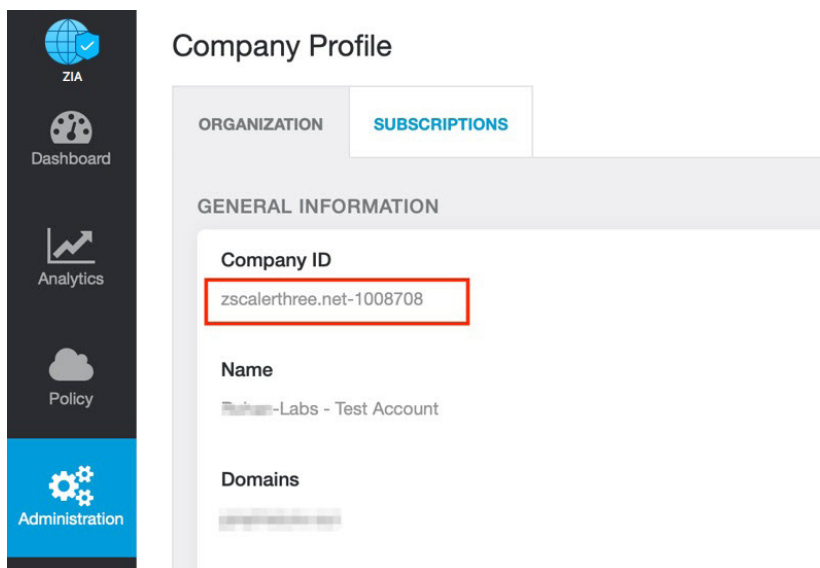 ZIA
Dashboard
Analytics
Policy
Administration
Company Profile
ORGANIZATION
SUBSCRIPTIONS
GENERAL INFORMATION
Company ID
zscalerthree.net-1008708
Name
-Labs - Test Account
Domains